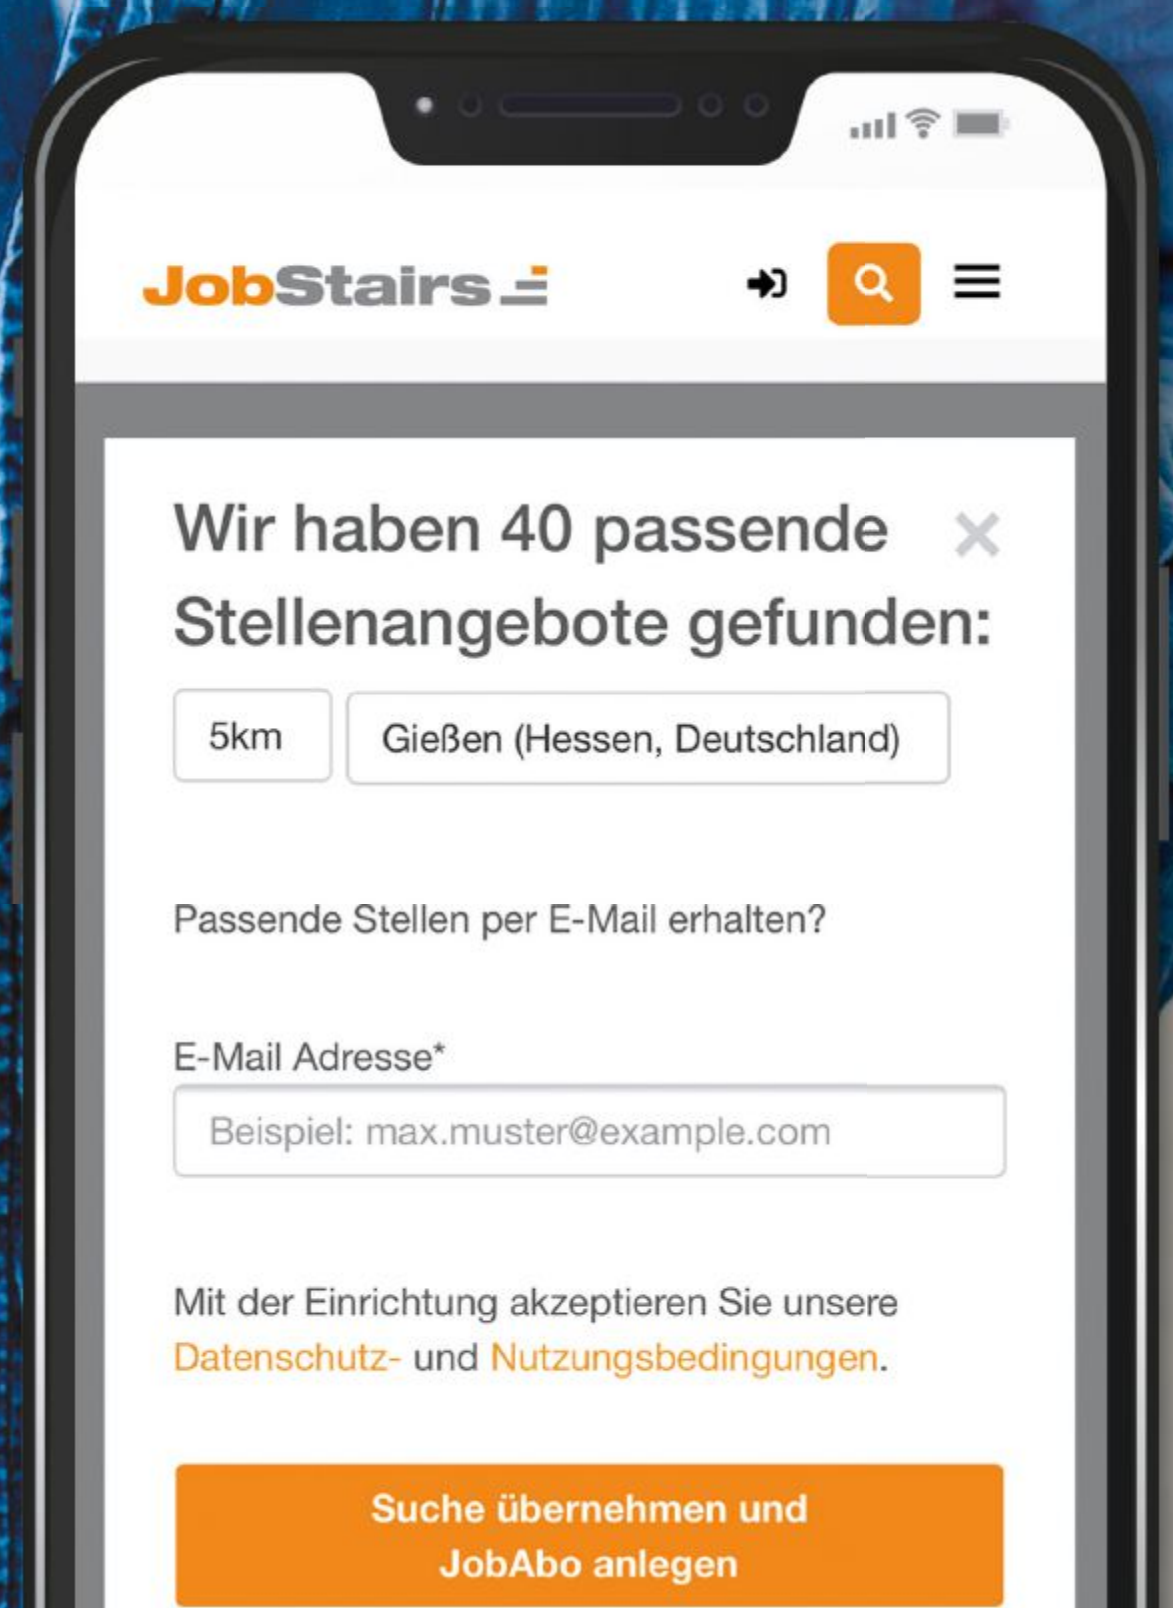 JobStairs
Wir haben 40 passende
Stellenangebote gefunden:
5km
Gießen (Hessen, Deutschland)
Passende Stellen per E-Mail erhalten?
E-Mail Adresse*
Beispiel: max.muster@example.com
Mit der Einrichtung akzeptieren Sie unsere
Datenschutz- und Nutzungsbedingungen.
Suche übernehmen und
JobAbo anlegen